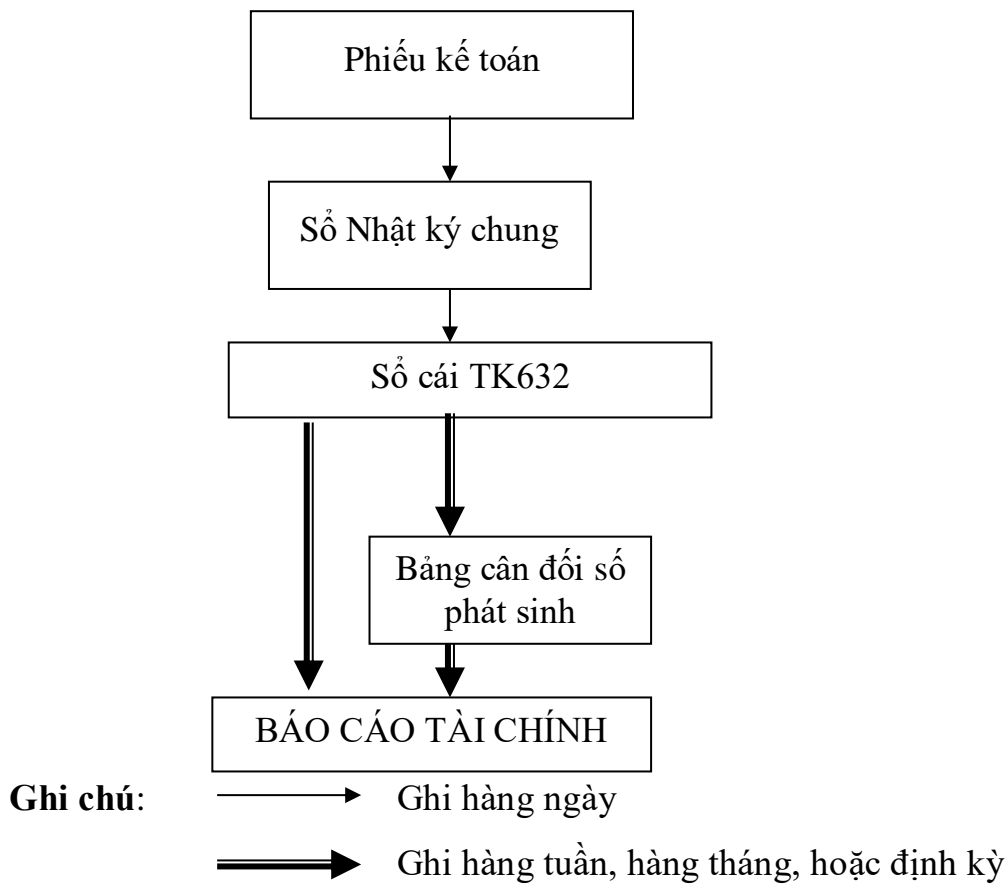 Phiếu kế toán
Sổ Nhật ký chung
Sổ cái TK632
Bảng cân đối số
phát sinh
BÁO CÁO TÀI CHÍNH
Ghi chú:
Ghi hàng ngày
Ghi hàng tuần, hàng tháng, hoặc định kỳ